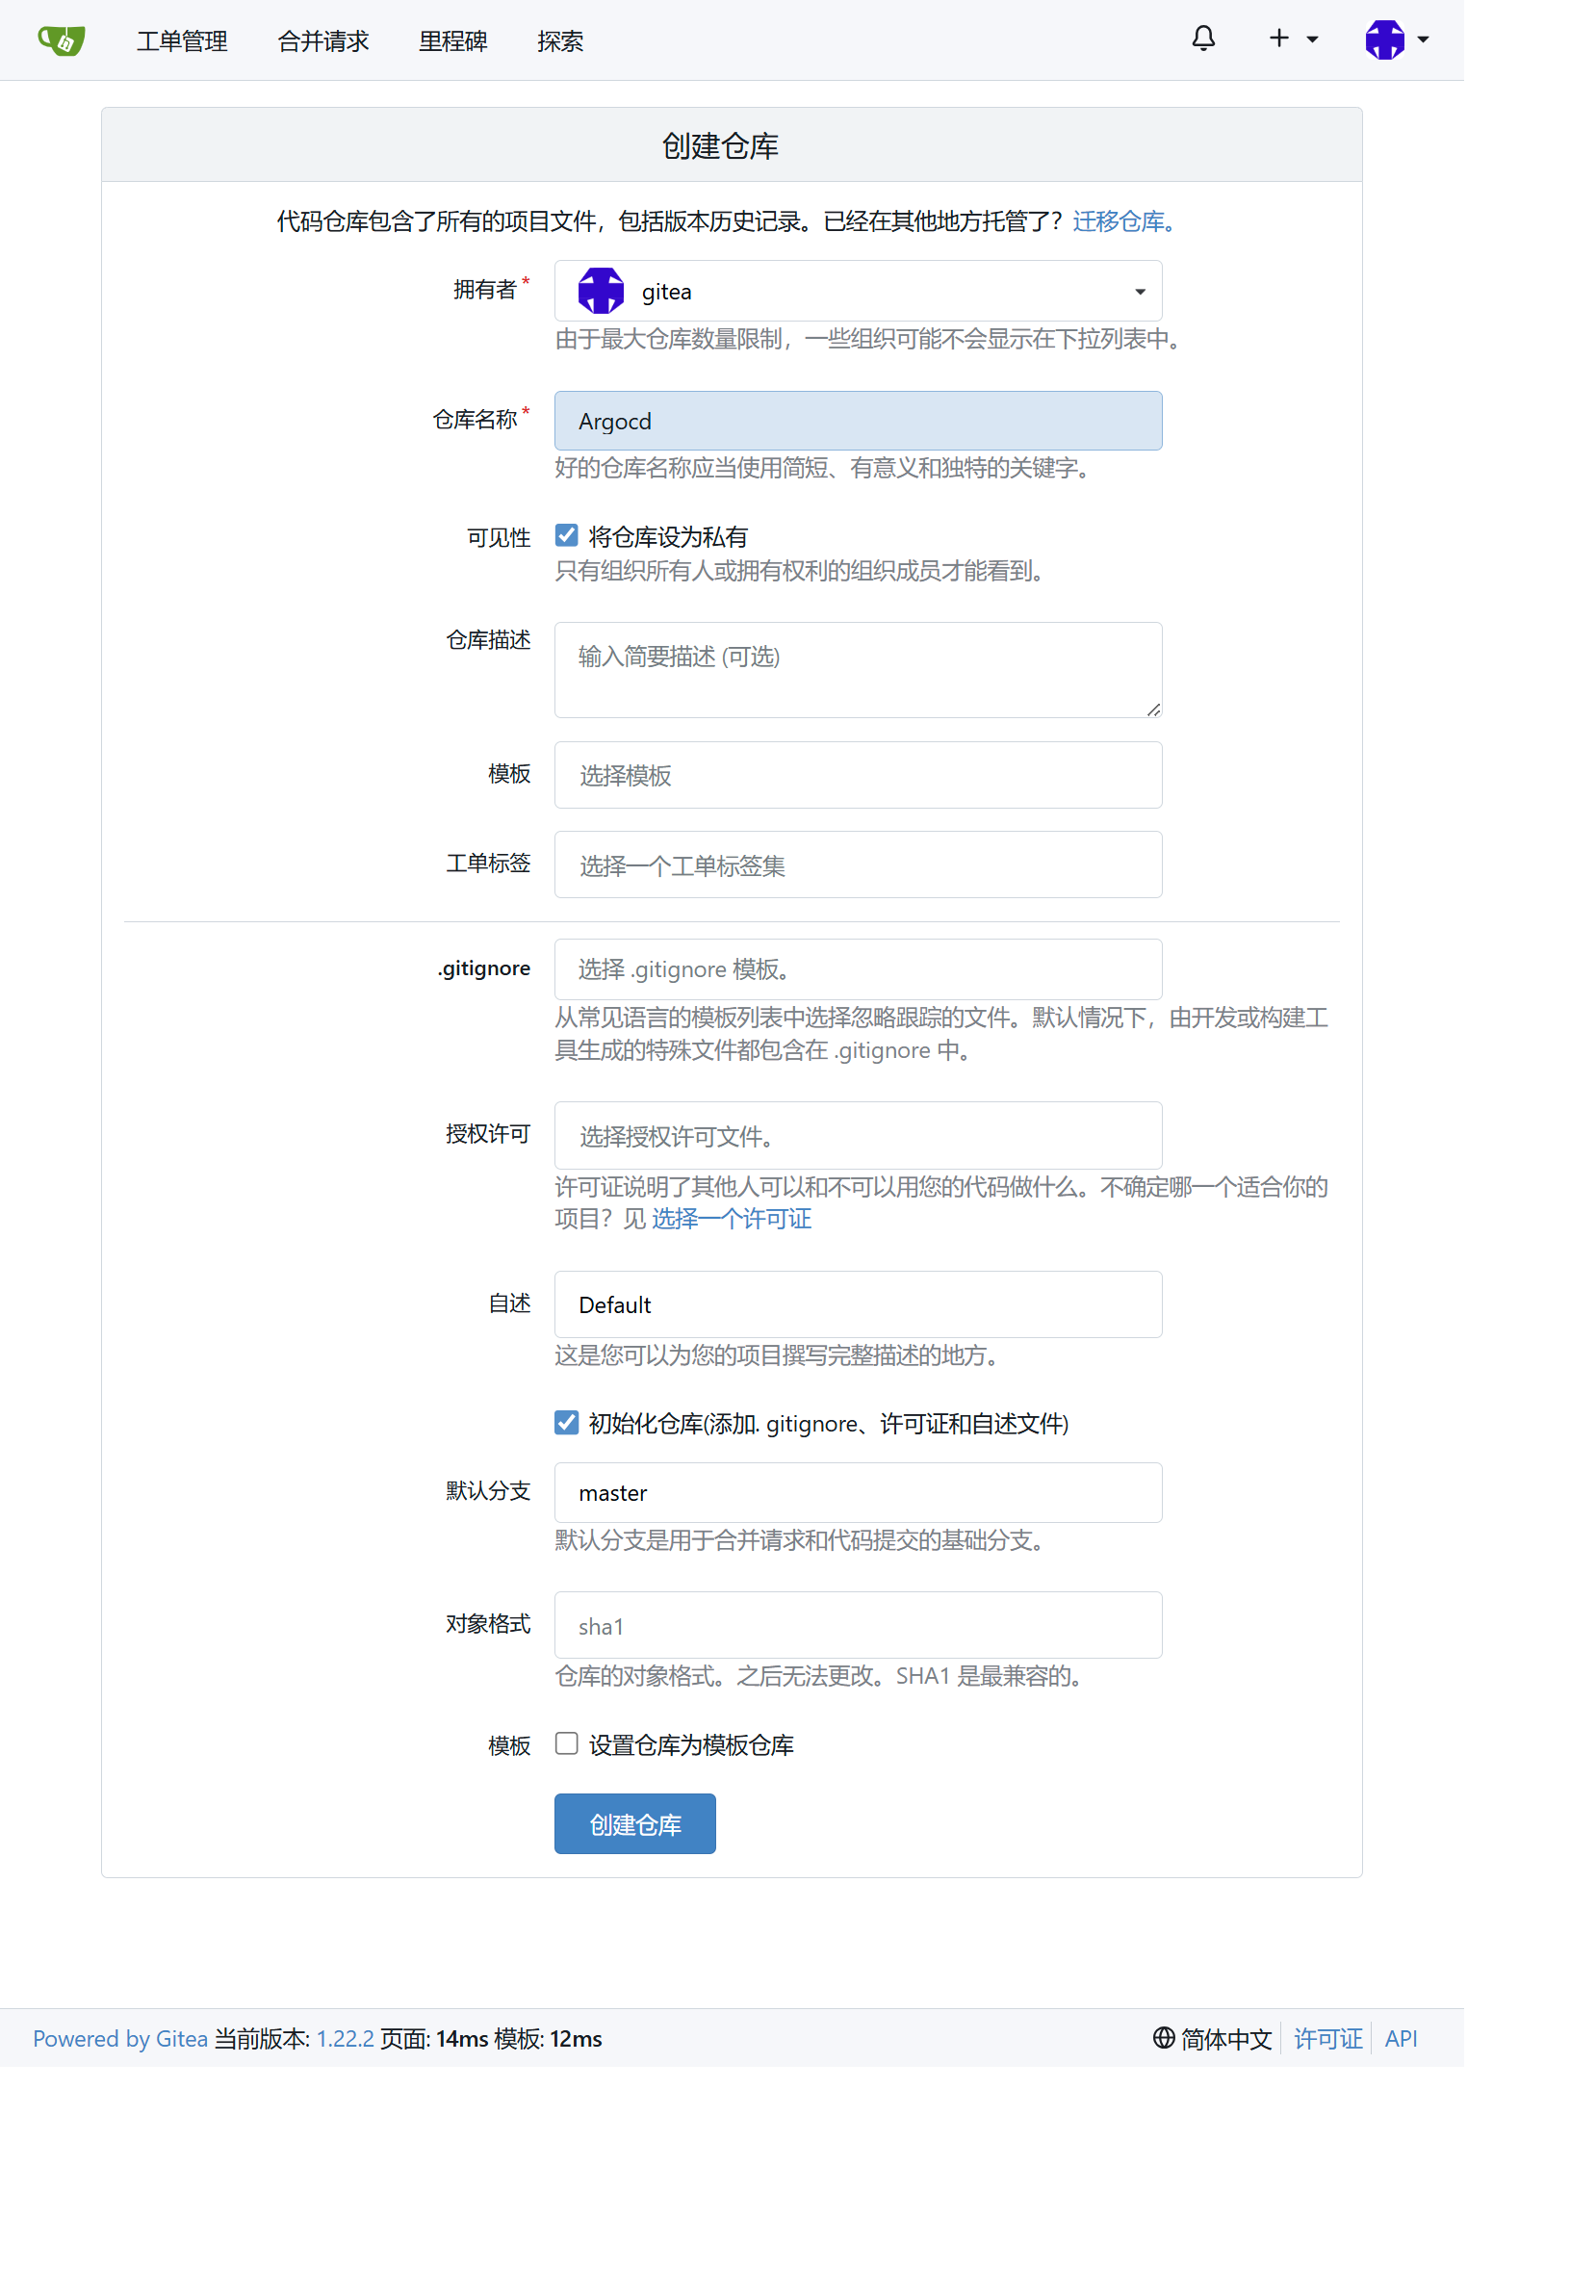 工单管理 合并请求 里程碑 探索
创建仓库
代码仓库包含了所有的项目文件，包括版本历史记录。已经在其他地方托管了？迁移仓库。
拥有者* gitea
由于最大仓库数量限制，一些组织可能不会显示在下拉列表中。
仓库名称* Argocd
好的仓库名称应当使用简短、有意义和独特的关键字。
可见性 将仓库设为私有
只有组织所有人或拥有权利的组织成员才能看到。
仓库描述 输入简要描述 (可选)
模板 选择模板
工单标签 选择一个工单标签集
.gitignore 选择 .gitignore 模板。
从常见语言的模板列表中选择忽略跟踪的文件。默认情况下，由开发或构建工
具生成的特殊文件都包含在 .gitignore 中。
授权许可 选择授权许可文件。
许可证说明了其他人可以和不可以用您的代码做什么。不确定哪一个适合你的
项目？见 选择一个许可证
自述 Default
这是您可以为您的项目撰写完整描述的地方。
初始化仓库(添加. gitignore、许可证和自述文件)
默认分支 master
默认分支是用于合并请求和代码提交的基础分支。
对象格式 sha1
仓库的对象格式。之后无法更改。SHA1 是最兼容的。
模板 设置仓库为模板仓库
创建仓库
Powered by Gitea 当前版本: 1.22.2 页面: 14ms 模板: 12ms 简体中文 许可证 API